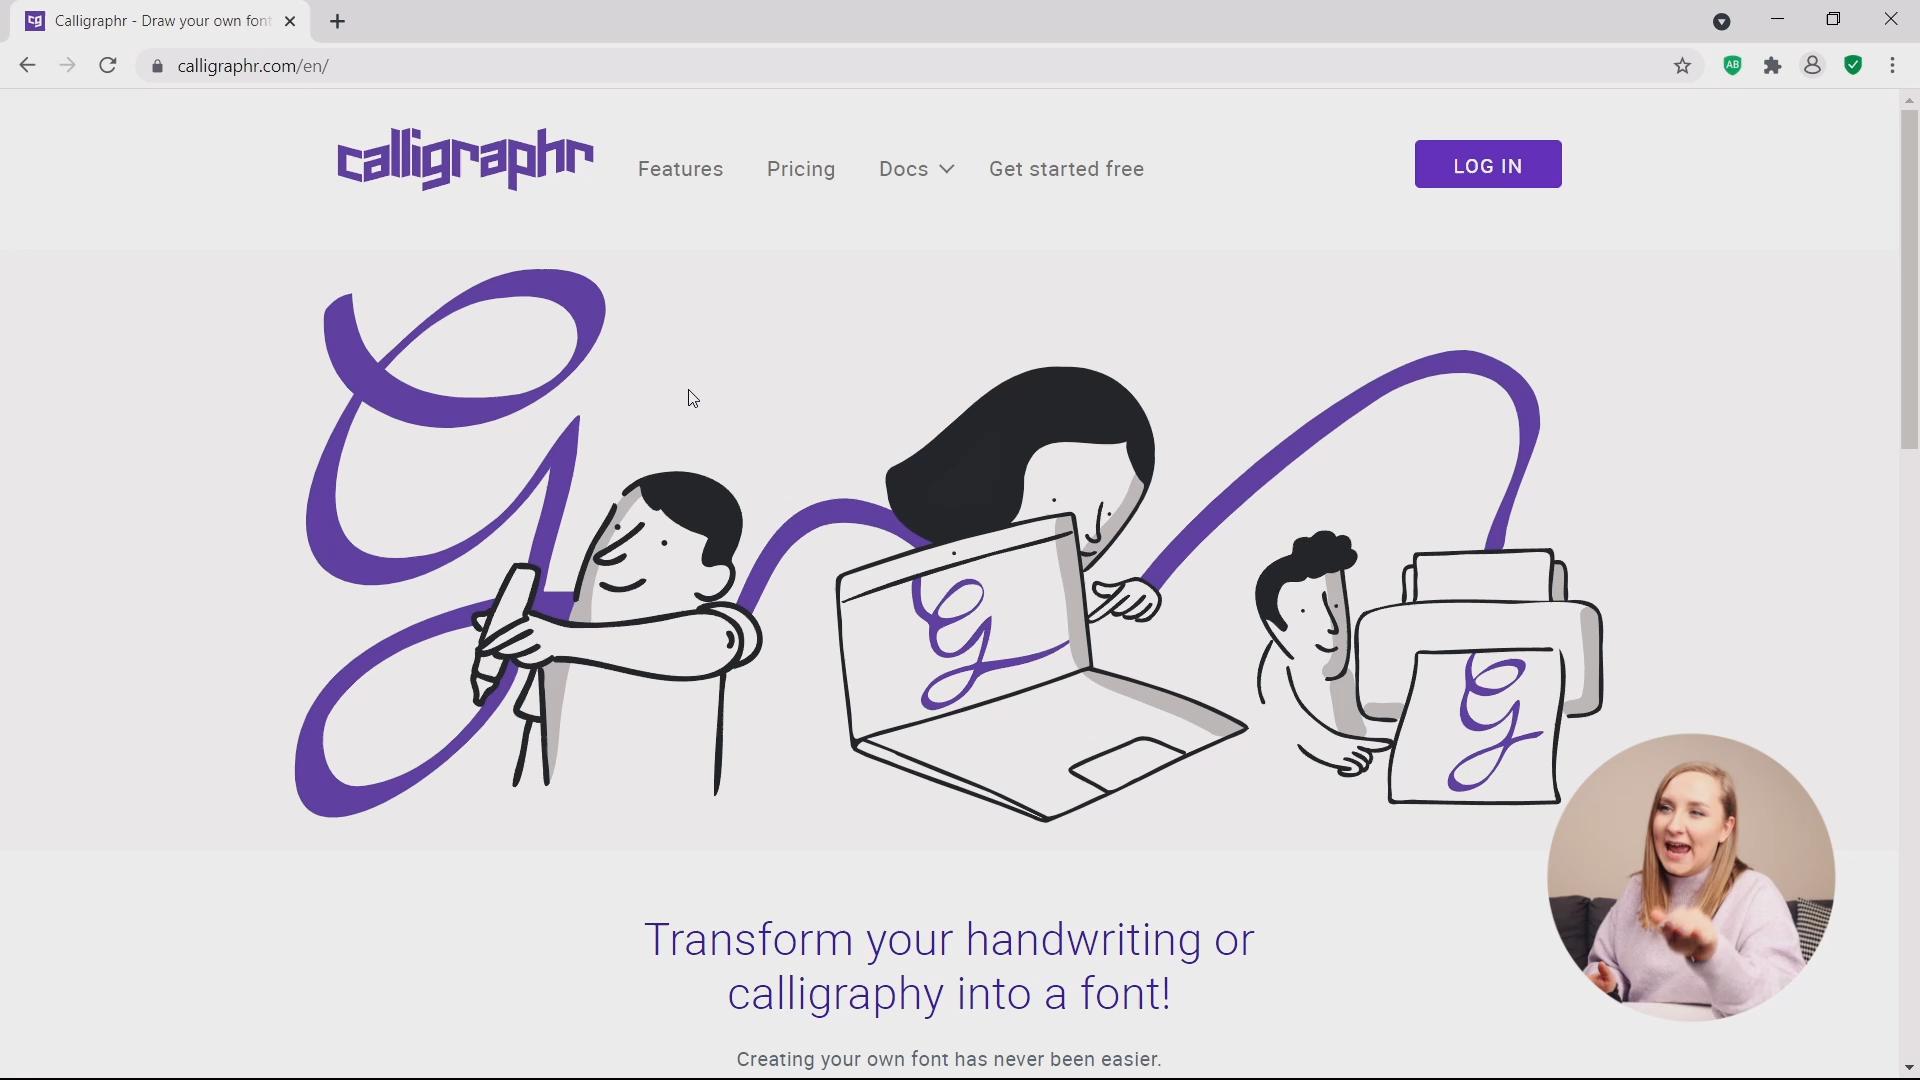 Calligraphr - Draw your own font
calligraphr.com/en/
calligraphr
Features
Pricing
Docs
Get started free
LOG IN
Transform your handwriting or
calligraphy into a font!
Creating your own font has never been easier.